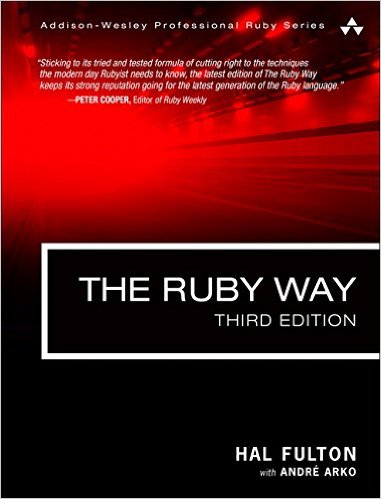 Addison-Wesley Professional Ruby Series
"Sticking to its tried and tested formula of cutting right to the techniques
the modern day Rubyist needs to know, the latest edition of The Ruby Way
keeps its strong reputation going for the latest generation of the Ruby language."
—PETER COOPER, Editor of Ruby Weekly
THE RUBY WAY
THIRD EDITION
HAL FULTON
with ANDRÉ ARKO